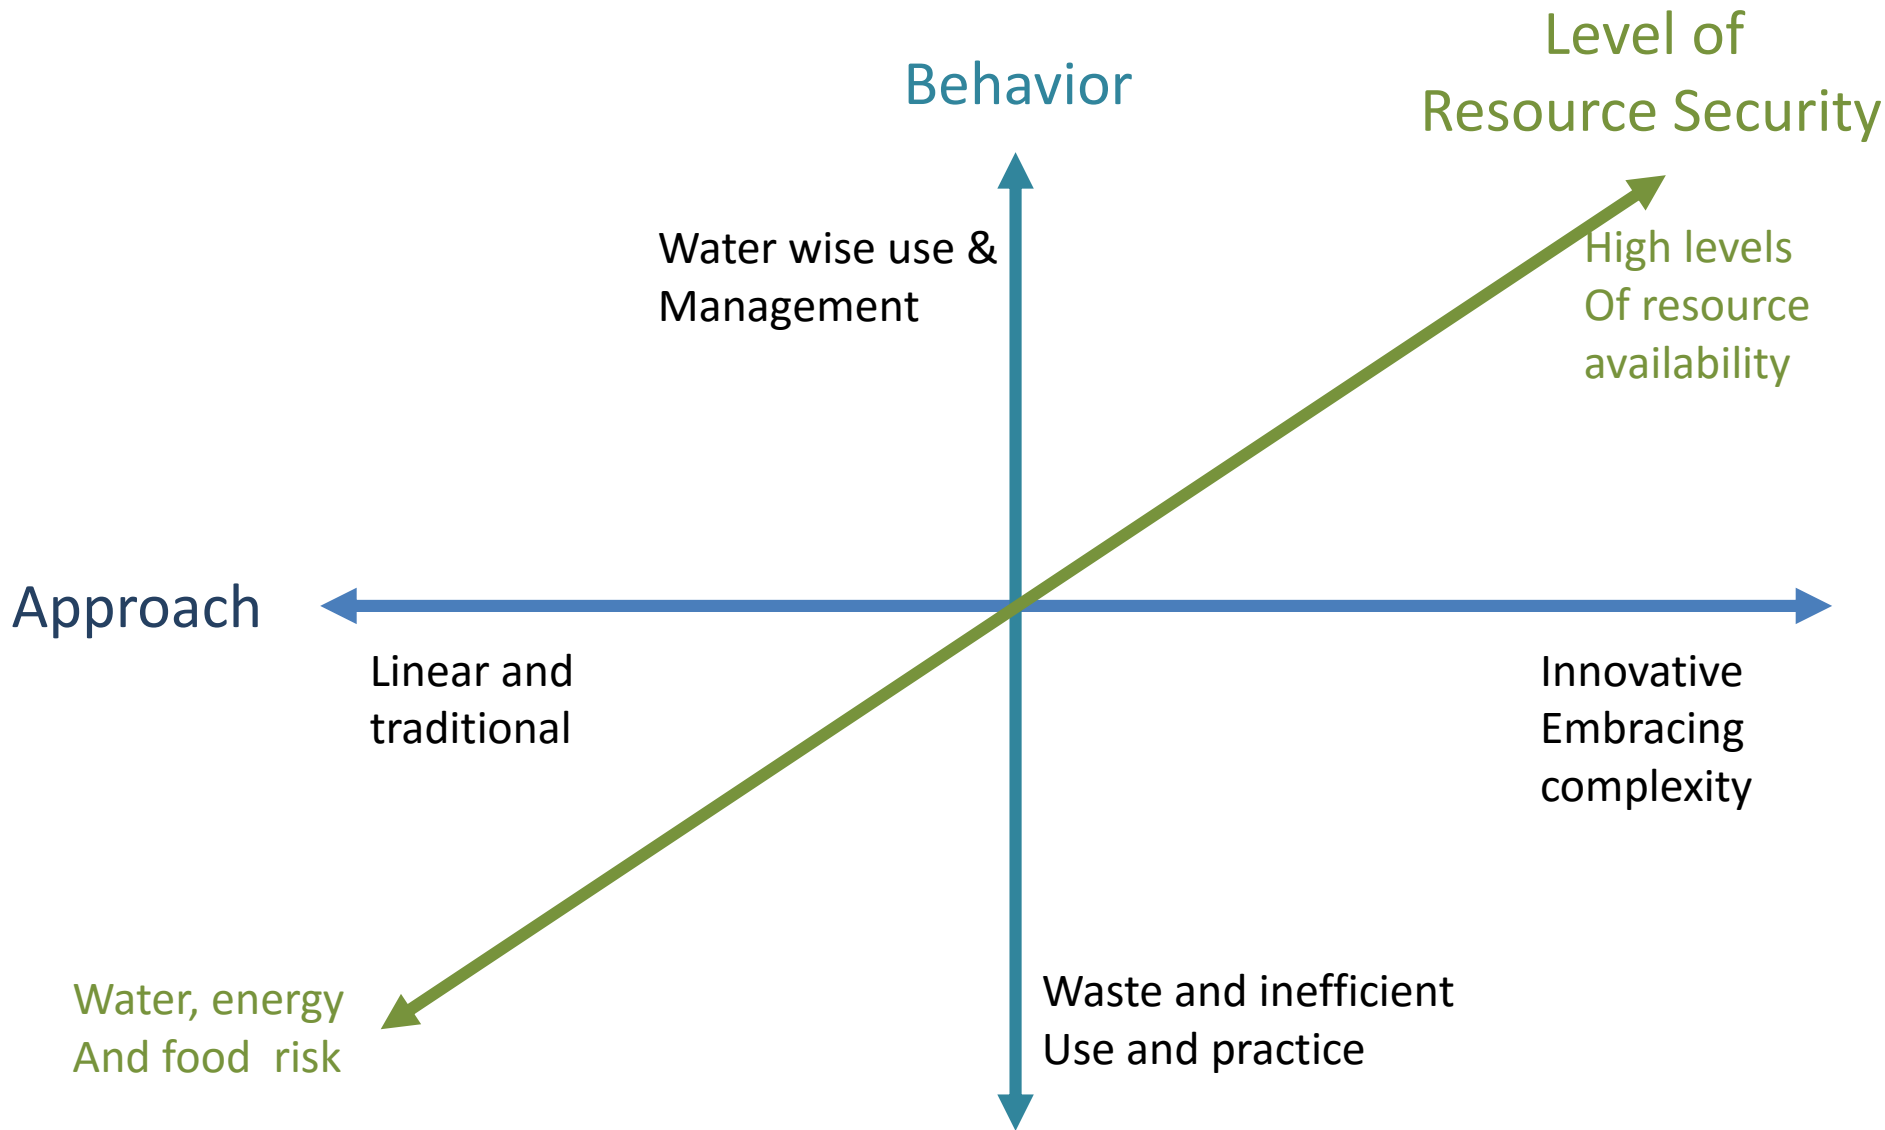 Level of
Resource Security
Behavior
Water wise use &
Management
High levels
Of resource
availability
Approach
Linear and
traditional
Innovative
Embracing
complexity
Water, energy
And food  risk
Waste and inefficient
Use and practice